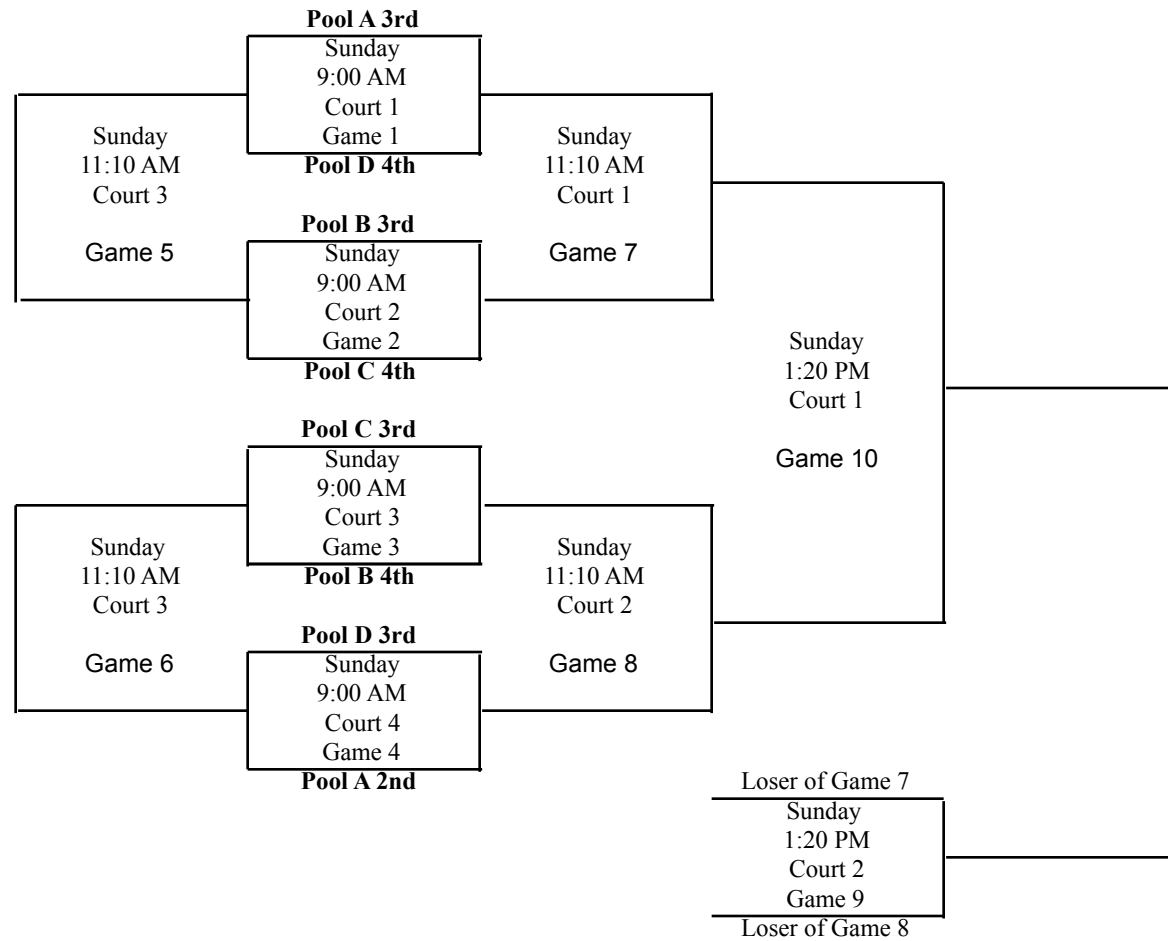 Pool A 3rd
Sunday
9:00 AM
Court 1
Game 1
Pool D 4th
Sunday
11:10 AM
Court 3
Game 5
Sunday
11:10 AM
Court 1
Game 7
Pool B 3rd
Sunday
9:00 AM
Court 2
Game 2
Pool C 4th
Sunday
1:20 PM
Court 1
Game 10
Pool C 3rd
Sunday
9:00 AM
Court 3
Game 3
Pool B 4th
Sunday
11:10 AM
Court 3
Game 6
Sunday
11:10 AM
Court 2
Game 8
Pool D 3rd
Sunday
9:00 AM
Court 4
Game 4
Pool A 2nd
Loser of Game 7
Sunday
1:20 PM
Court 2
Game 9
Loser of Game 8